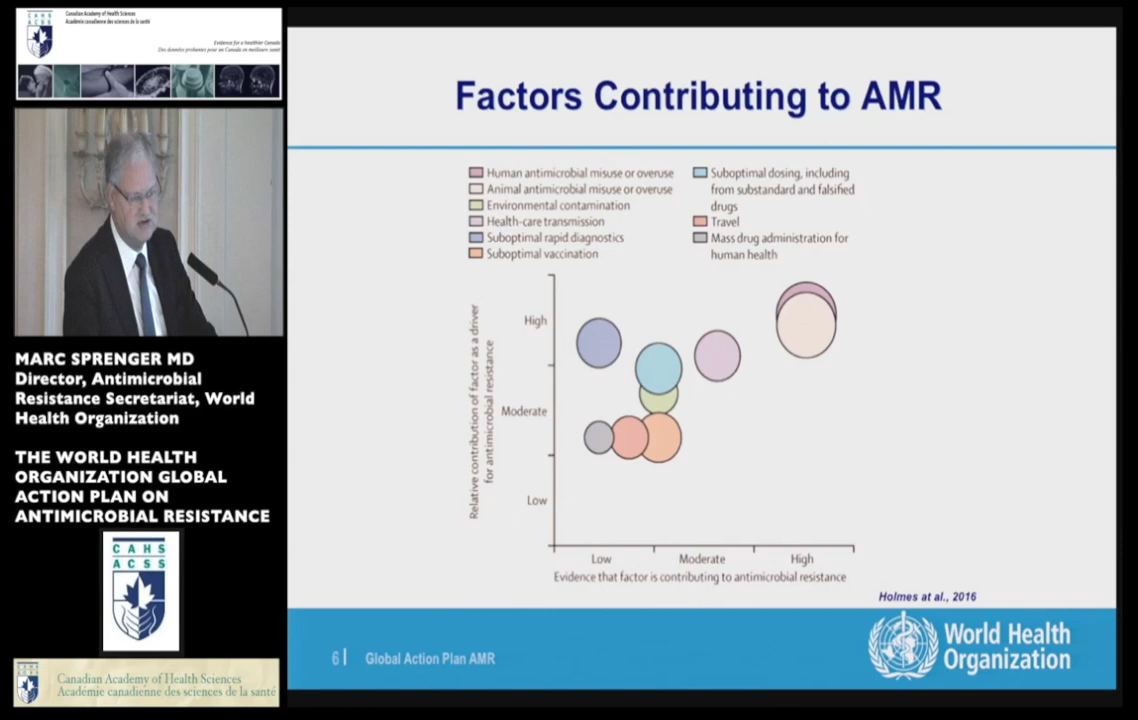 CAHS
ACSS
Canadian Academy of Health Sciences
Académie canadienne des sciences de la santé
Evidence for a healthier Canada
Des données probantes pour un Canada en meilleure santé
MARC SPRENGER MD
Director, Antimicrobial
Resistance Secretariat, World
Health Organization
THE WORLD HEALTH
ORGANIZATION GLOBAL
ACTION PLAN ON
ANTIMICROBIAL RESISTANCE
CAHS
ACSS
CAHS
ACSS
Canadian Academy of Health Sciences
Académie canadienne des sciences de la santé
Factors Contributing to AMR
Human antimicrobial misuse or overuse
Animal antimicrobial misuse or overuse
Environmental contamination
Health-care transmission
Suboptimal rapid diagnostics
Suboptimal vaccination
Suboptimal dosing, including
from substandard and falsified
drugs
Travel
Mass drug administration for
human health
Relative contribution of factor as a driver
for antimicrobial resistance
High
Moderate
Low
Low Moderate High
Evidence that factor is contributing to antimicrobial resistance
Holmes at al., 2016
6 | Global Action Plan AMR
World Health
Organization